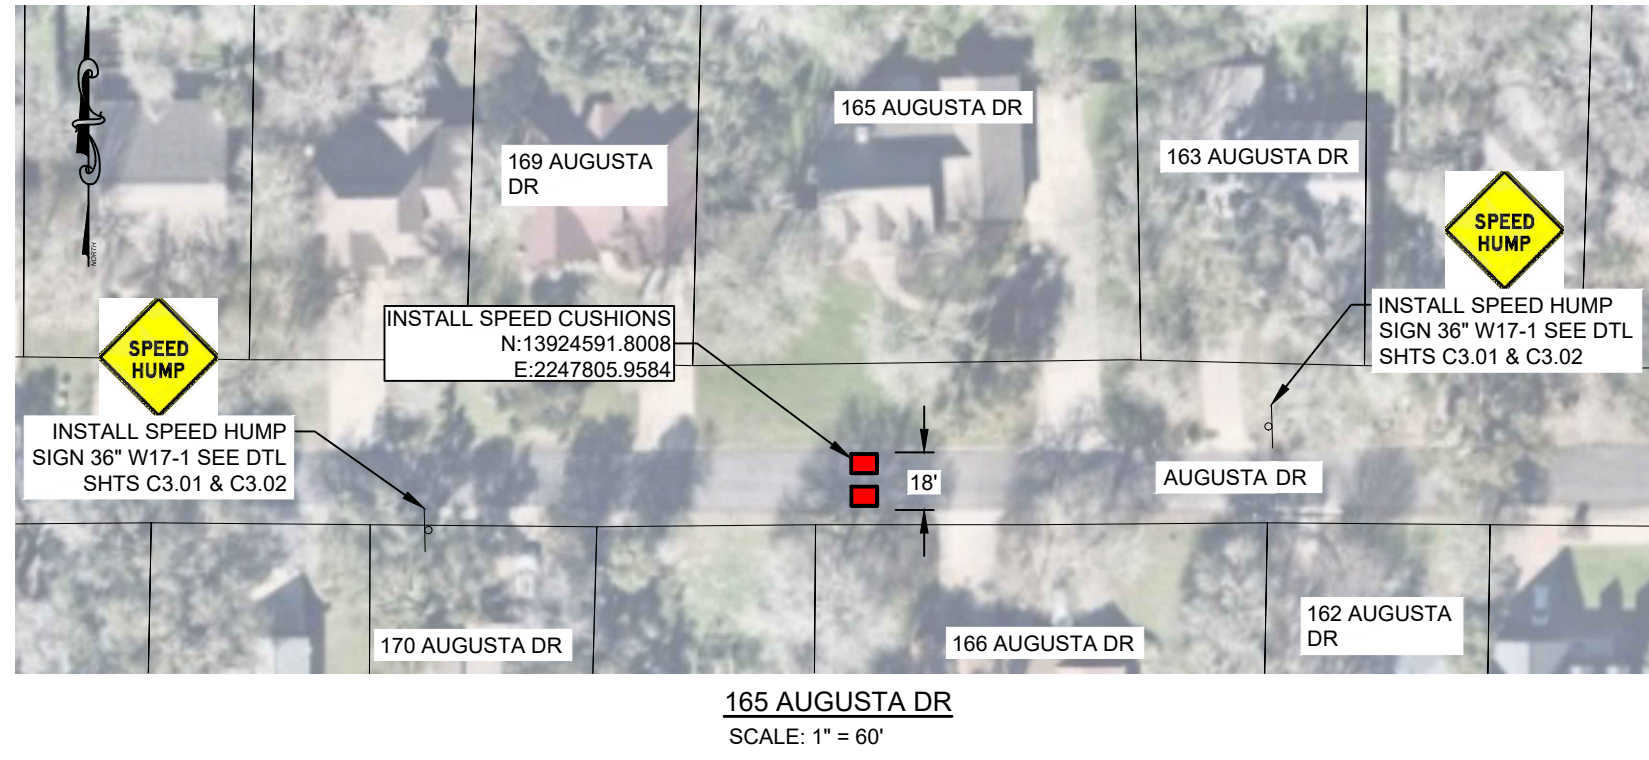 165 AUGUSTA DR
169 AUGUSTA
DR
163 AUGUSTA DR
SPEED
HUMP
NORTH
INSTALL SPEED HUMP
SIGN 36" W17-1 SEE DTL
SHTS C3.01 & C3.02
INSTALL SPEED CUSHIONS
N:13924591.8008
E:2247805.9584
SPEED
HUMP
INSTALL SPEED HUMP
SIGN 36" W17-1 SEE DTL
SHTS C3.01 & C3.02
18'
AUGUSTA DR
170 AUGUSTA DR
166 AUGUSTA DR
162 AUGUSTA
DR
165 AUGUSTA DR
SCALE: 1" = 60'